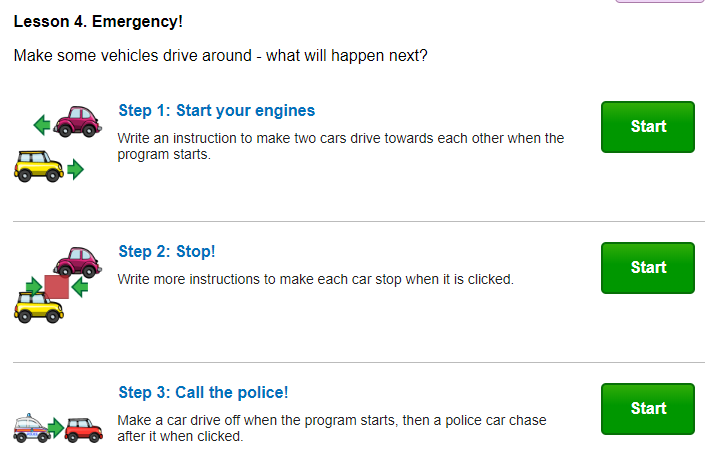 Lesson 4. Emergency!
Make some vehicles drive around - what will happen next?
Step 1: Start your engines
Write an instruction to make two cars drive towards each other when the
program starts.
Start
Step 2: Stop!
Write more instructions to make each car stop when it is clicked.
Start
Step 3: Call the police!
Make a car drive off when the program starts, then a police car chase
after it when clicked.
Start